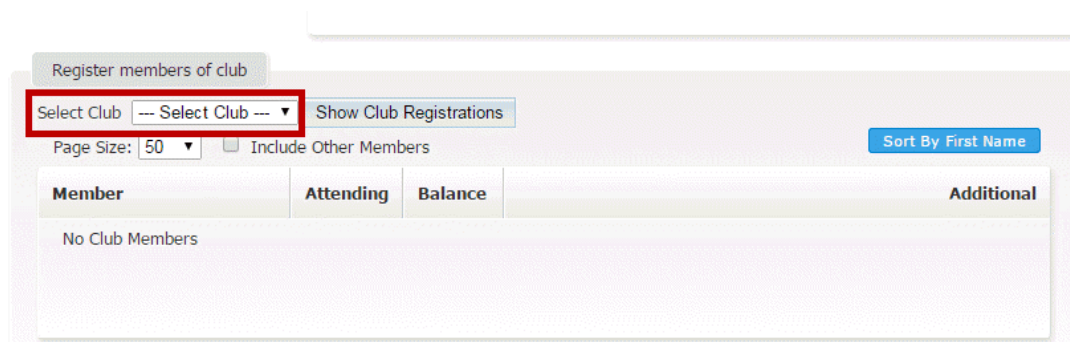 Register members of club
Select Club --- Select Club --- Show Club Registrations
Page Size: 50 Include Other Members Sort By First Name
Member Attending Balance Additional
No Club Members